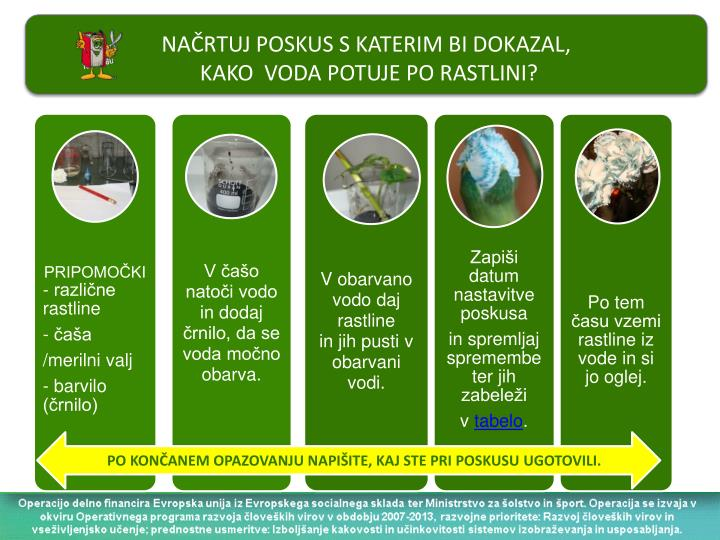 NAČRTUJ POSKUS S KATERIM BI DOKAZAL,
KAKO  VODA POTUJE PO RASTLINI?
PRIPOMOČKI
- različne
rastline
- čaša
/merilni valj
- barvilo
(črnilo)
V čašo
natoči vodo
in dodaj
črnilo, da se
voda močno
obarva.
V obarvano
vodo daj
rastline
in jih pusti v
obarvani
vodi.
Zapiši
datum
nastavitve
poskusa
in spremljaj
spremembe
ter jih
zabeleži
v tabelo.
Po tem
času vzemi
rastline iz
vode in si
jo oglej.
PO KONČANEM OPAZOVANJU NAPIŠITE, KAJ STE PRI POSKUSU UGOTOVILI.
Operacijo delno financira Evropska unija iz Evropskega socialnega sklada ter Ministrstvo za šolstvo in šport. Operacija se izvaja v
okviru Operativnega programa razvoja človeških virov v obdobju 2007-2013, razvojne prioritete: Razvoj človeških virov in
vseživljenjsko učenje; prednostne usmeritve: Izboljšanje kakovosti in učinkovitosti sistemov izobraževanja in usposabljanja.